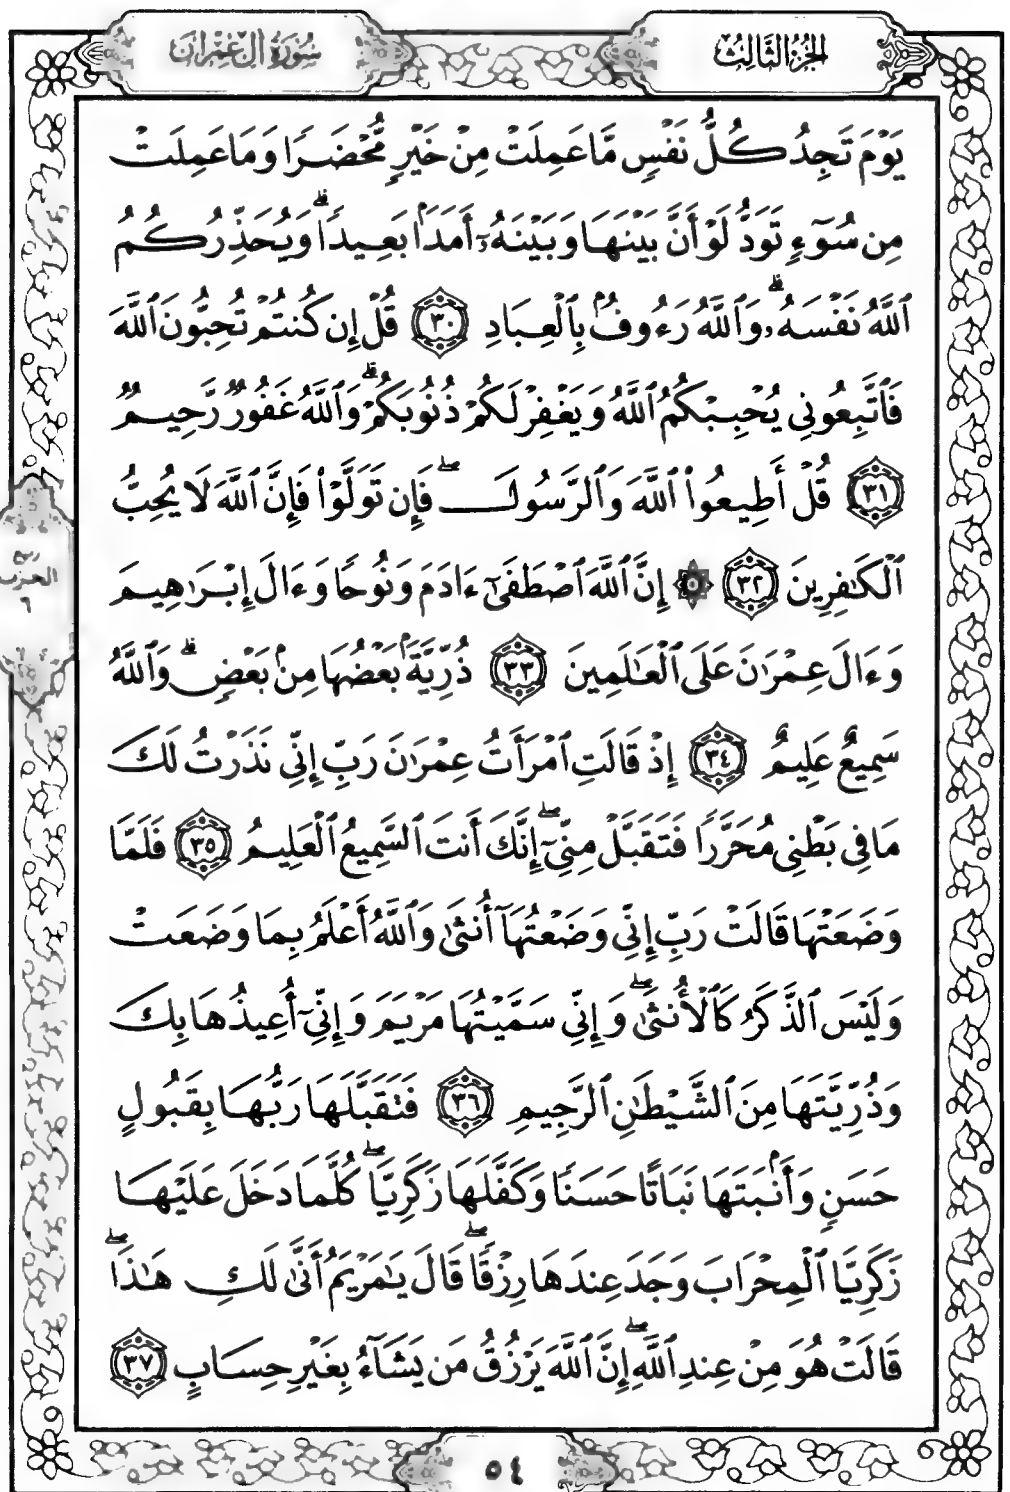 الجزء الثالث
سورة آل عمران
يَوْمَ تَجِدُ كُلُّ نَفْسٍ مَّا عَمِلَتْ مِنْ خَيْرٍ مُّحْضَرًا وَمَا عَمِلَتْ
مِن سُوٓءٍ تَوَدُّ لَوْ أَنَّ بَيْنَهَا وَبَيْنَهُۥٓ أَمَدَۢا بَعِيدًاۗ وَيُحَذِّرُكُمُ
ٱللَّهُ نَفْسَهُۥۗ وَٱللَّهُ رَءُوفُۢ بِٱلْعِبَادِ ٣٠ قُلْ إِن كُنتُمْ تُحِبُّونَ ٱللَّهَ
فَٱتَّبِعُونِى يُحْبِبْكُمُ ٱللَّهُ وَيَغْفِرْ لَكُمْ ذُنُوبَكُمْۗ وَٱللَّهُ غَفُورٌ رَّحِيمٌ
٣١ قُلْ أَطِيعُوا۟ ٱللَّهَ وَٱلرَّسُولَۖ فَإِن تَوَلَّوْا۟ فَإِنَّ ٱللَّهَ لَا يُحِبُّ
ٱلْكَٰفِرِينَ ٣٢ ۞ إِنَّ ٱللَّهَ ٱصْطَفَىٰٓ ءَادَمَ وَنُوحًا وَءَالَ إِبْرَٰهِيمَ
وَءَالَ عِمْرَٰنَ عَلَى ٱلْعَٰلَمِينَ ٣٣ ذُرِّيَّةَۢ بَعْضُهَا مِنۢ بَعْضٍۗ وَٱللَّهُ
سَمِيعٌ عَلِيمٌ ٣٤ إِذْ قَالَتِ ٱمْرَأَتُ عِمْرَٰنَ رَبِّ إِنِّى نَذَرْتُ لَكَ
مَا فِى بَطْنِى مُحَرَّرًا فَتَقَبَّلْ مِنِّىٓۖ إِنَّكَ أَنتَ ٱلسَّمِيعُ ٱلْعَلِيمُ ٣٥ فَلَمَّا
وَضَعَتْهَا قَالَتْ رَبِّ إِنِّى وَضَعْتُهَآ أُنثَىٰ وَٱللَّهُ أَعْلَمُ بِمَا وَضَعَتْ
وَلَيْسَ ٱلذَّكَرُ كَٱلْأُنثَىٰۖ وَإِنِّى سَمَّيْتُهَا مَرْيَمَ وَإِنِّىٓ أُعِيذُهَا بِكَ
وَذُرِّيَّتَهَا مِنَ ٱلشَّيْطَٰنِ ٱلرَّجِيمِ ٣٦ فَتَقَبَّلَهَا رَبُّهَا بِقَبُولٍ
حَسَنٍ وَأَنۢبَتَهَا نَبَاتًا حَسَنًا وَكَفَّلَهَا زَكَرِيَّاۖ كُلَّمَا دَخَلَ عَلَيْهَا
زَكَرِيَّا ٱلْمِحْرَابَ وَجَدَ عِندَهَا رِزْقًاۖ قَالَ يَٰمَرْيَمُ أَنَّىٰ لَكِ هَٰذَاۖ
قَالَتْ هُوَ مِنْ عِندِ ٱللَّهِۖ إِنَّ ٱللَّهَ يَرْزُقُ مَن يَشَآءُ بِغَيْرِ حِسَابٍ ٣٧
ربع
الحزب
٦
٥٤